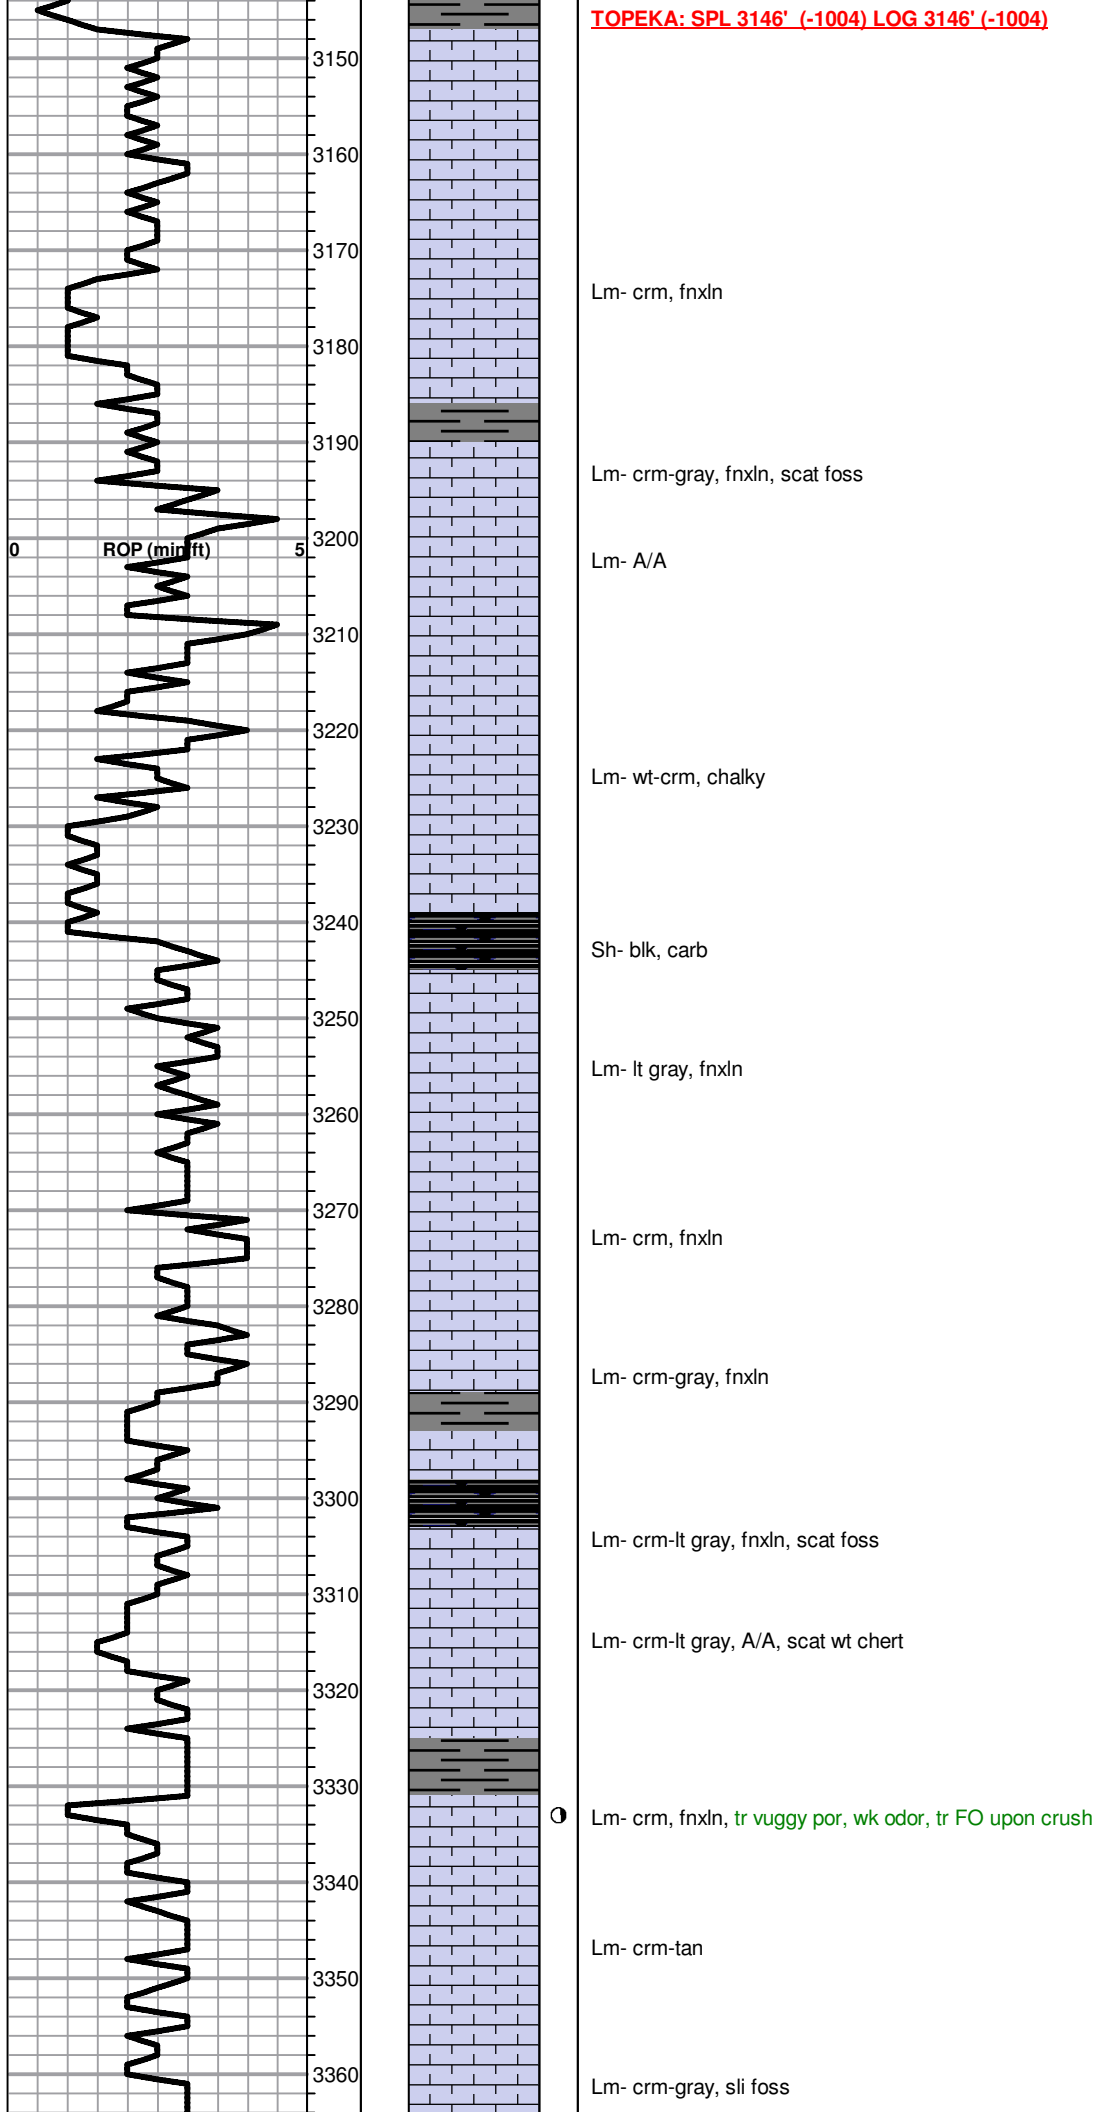 TOPEKA: SPL 3146' (-1004) LOG 3146' (-1004)
3150
3160
3170
Lm- crm, fnxln
3180
3190
Lm- crm-gray, fnxln, scat foss
3200
0 ROP (min/ft) 5
Lm- A/A
3210
3220
Lm- wt-crm, chalky
3230
3240
Sh- blk, carb
3250
Lm- lt gray, fnxln
3260
3270
Lm- crm, fnxln
3280
Lm- crm-gray, fnxln
3290
3300
Lm- crm-lt gray, fnxln, scat foss
3310
Lm- crm-lt gray, A/A, scat wt chert
3320
3330
Lm- crm, fnxln, tr vuggy por, wk odor, tr FO upon crush
3340
Lm- crm-tan
3350
3360
Lm- crm-gray, sli foss